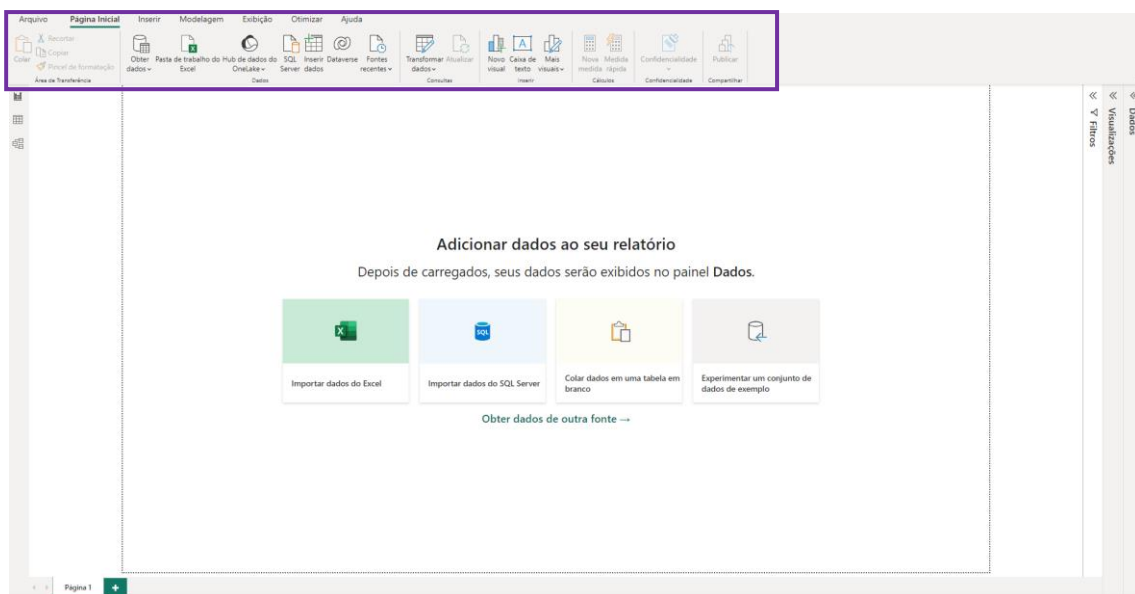 Arquivo Página Inicial Inserir Modelagem Exibição Otimizar Ajuda
Colar
Recortar
Copiar
Pincel de formatação
Área de Transferência
Obter dados
Pasta de trabalho do Excel
Hub de dados do OneLake
SQL Server
Inserir dados
Dataverse
Fontes recentes
Dados
Transformar dados
Atualizar
Consultas
Novo visual
Caixa de texto
Mais visuais
Inserir
Nova medida
Medida rápida
Cálculos
Confidencialidade
Confidencialidade
Publicar
Compartilhar
Filtros
Visualizações
Dados
Adicionar dados ao seu relatório
Depois de carregados, seus dados serão exibidos no painel Dados.
X
SQL
Importar dados do Excel
Importar dados do SQL Server
Colar dados em uma tabela em
branco
Experimentar um conjunto de
dados de exemplo
Obter dados de outra fonte →
Página 1 +